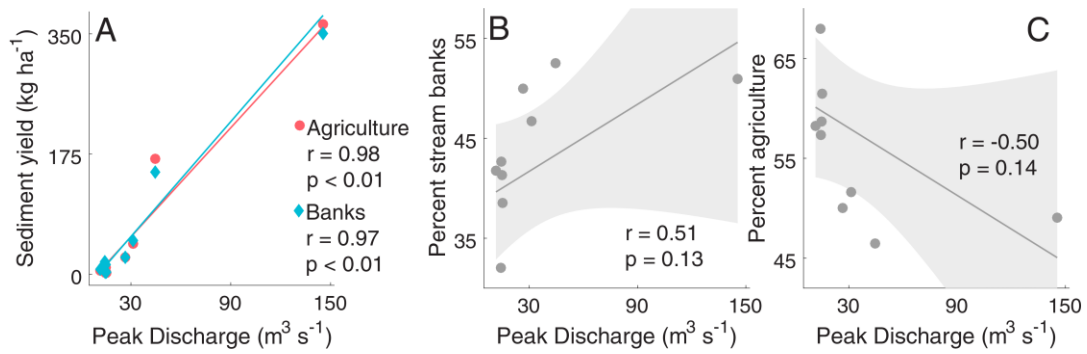 A
Sediment yield (kg ha⁻¹)
350
175
0
Agriculture
r = 0.98
p < 0.01
Banks
r = 0.97
p < 0.01
30
90
150
Peak Discharge (m³ s⁻¹)
B
Percent stream banks
55
45
35
r = 0.51
p = 0.13
30
90
150
Peak Discharge (m³ s⁻¹)
C
Percent agriculture
65
55
45
r = -0.50
p = 0.14
30
90
150
Peak Discharge (m³ s⁻¹)